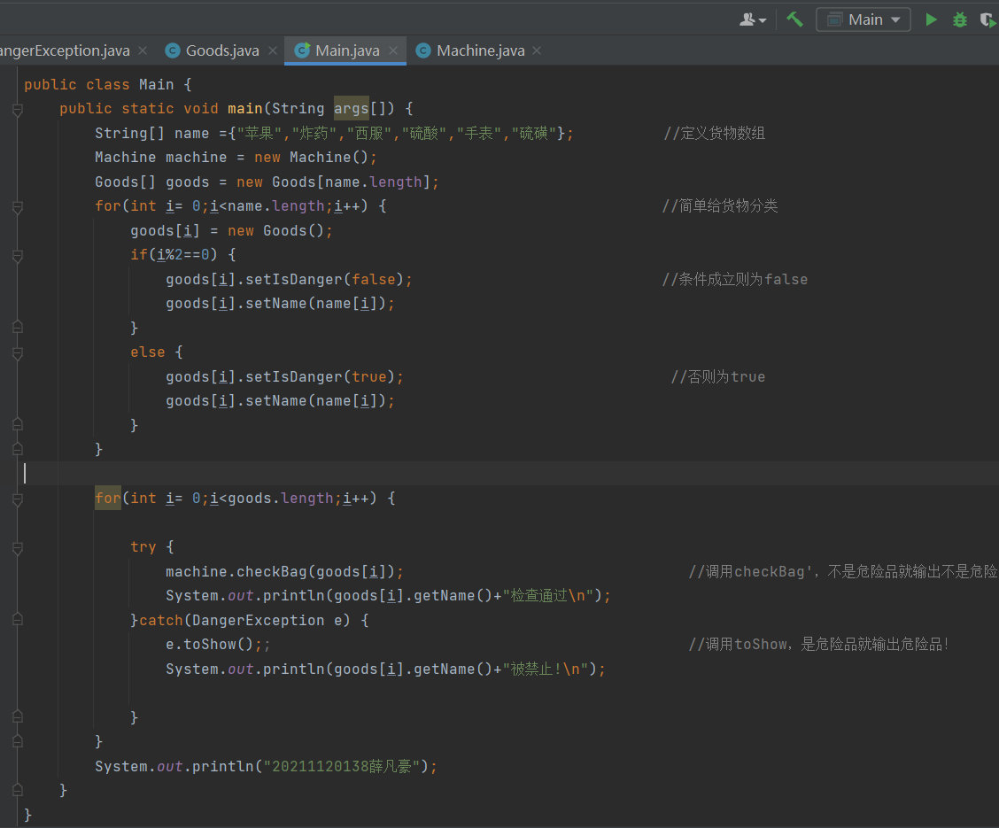 Main
angerException.java
Goods.java
Main.java
Machine.java
public class Main {
public static void main(String args[]) {
String[] name ={"苹果","炸药","西服","硫酸","手表","硫磺"}; //定义货物数组
Machine machine = new Machine();
Goods[] goods = new Goods[name.length];
for(int i= 0;i<name.length;i++) { //简单给货物分类
goods[i] = new Goods();
if(i%2==0) {
goods[i].setIsDanger(false); //条件成立则为false
goods[i].setName(name[i]);
}
else {
goods[i].setIsDanger(true); //否则为true
goods[i].setName(name[i]);
}
}
for(int i= 0;i<goods.length;i++) {
try {
machine.checkBag(goods[i]); //调用checkBag'，不是危险品就输出不是危险
System.out.println(goods[i].getName()+"检查通过\n");
}catch(DangerException e) {
e.toShow();; //调用toShow，是危险品就输出危险品！
System.out.println(goods[i].getName()+"被禁止！\n");
}
}
System.out.println("20211120138薛凡豪");
}
}